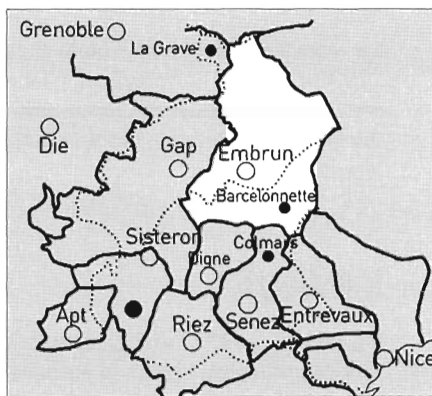 Grenoble
La Grave
Die
Gap
Embrun
Barcelonnette
Sisteron
Digne
Colmars
Apt
Riez
Senez
Entrevaux
Nice